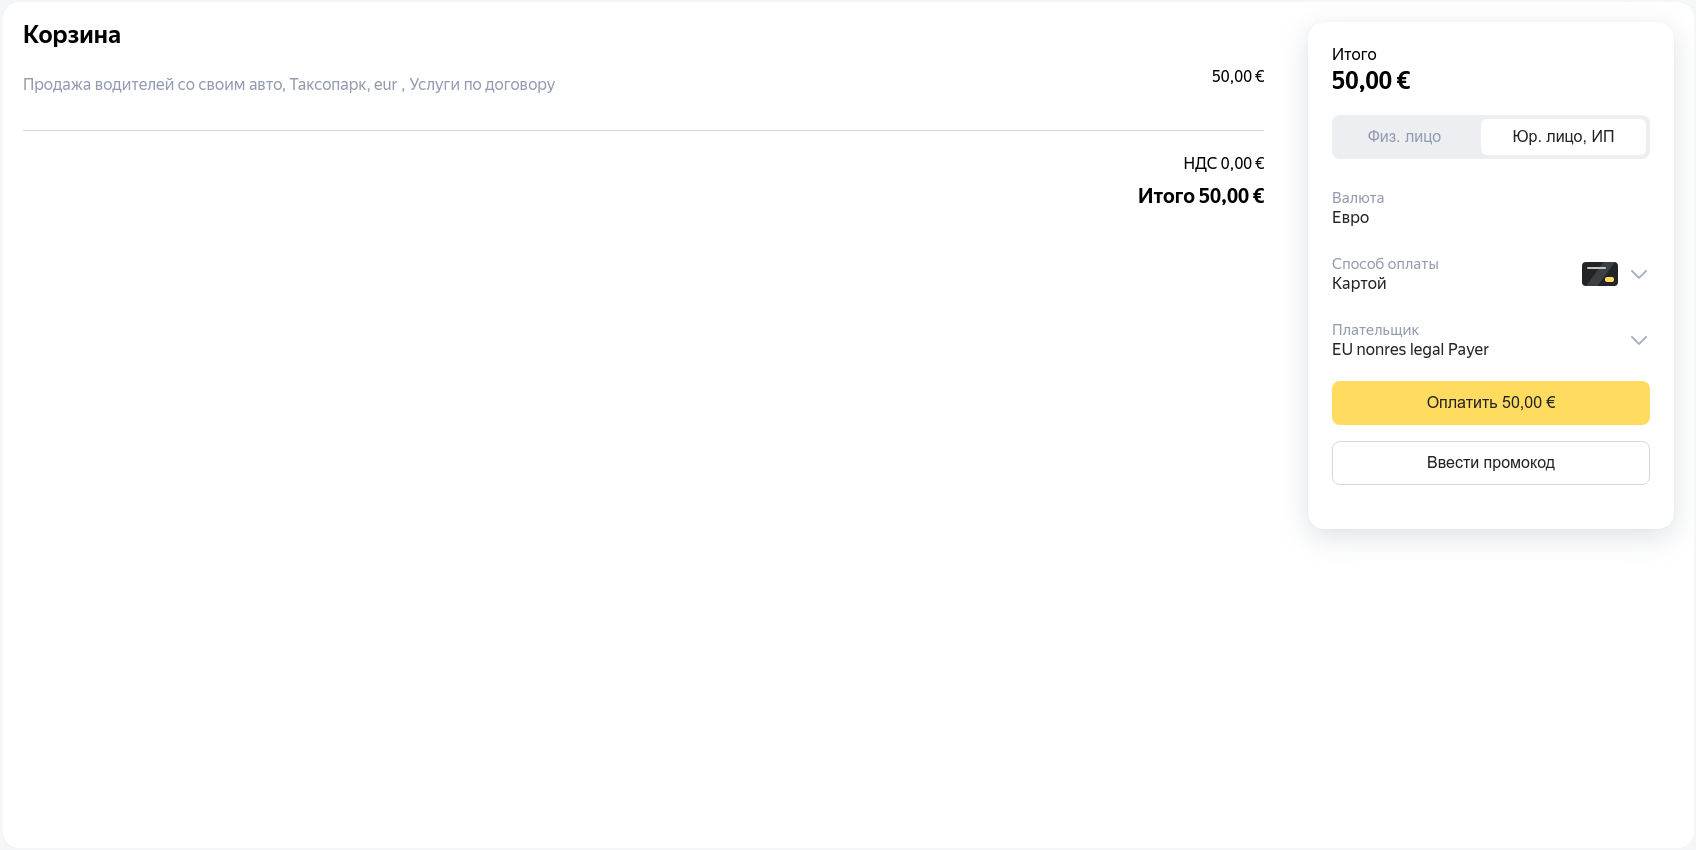 Корзина
Продажа водителей со своим авто, Таксопарк, eur , Услуги по договору
50,00 €
НДС 0,00 €
Итого 50,00 €
Итого
50,00 €
Физ. лицо
Юр. лицо, ИП
Валюта
Евро
Способ оплаты
Картой
Плательщик
EU nonres legal Payer
Оплатить 50,00 €
Ввести промокод